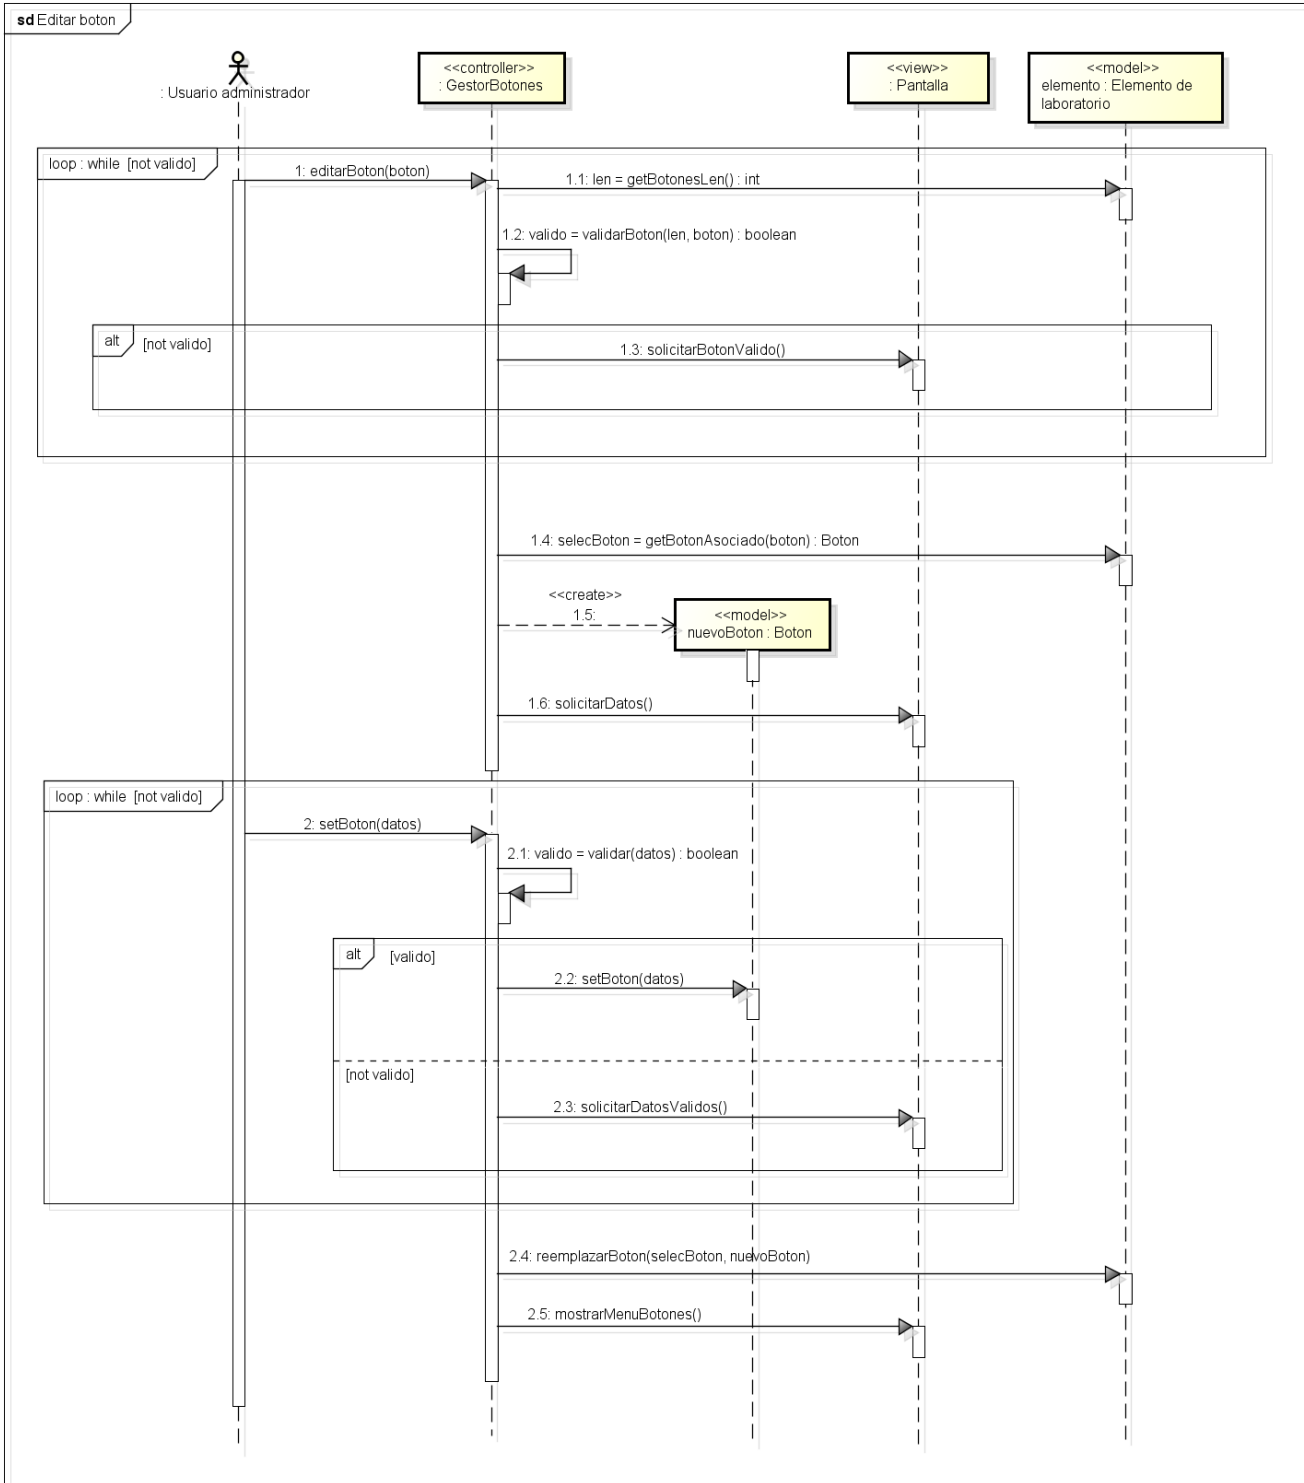 sd Editar boton
: Usuario administrador
<<controller>>
: GestorBotones
<<view>>
: Pantalla
<<model>>
elemento : Elemento de
laboratorio
loop : while [not valido]
1: editarBoton(boton)
1.1: len = getBotonesLen() : int
1.2: valido = validarBoton(len, boton) : boolean
alt
[not valido]
1.3: solicitarBotonValido()
1.4: selecBoton = getBotonAsociado(boton) : Boton
<<create>>
1.5:
<<model>>
nuevoBoton : Boton
1.6: solicitarDatos()
loop : while [not valido]
2: setBoton(datos)
2.1: valido = validar(datos) : boolean
alt
[valido]
2.2: setBoton(datos)
[not valido]
2.3: solicitarDatosValidos()
2.4: reemplazarBoton(selecBoton, nuevoBoton)
2.5: mostrarMenuBotones()